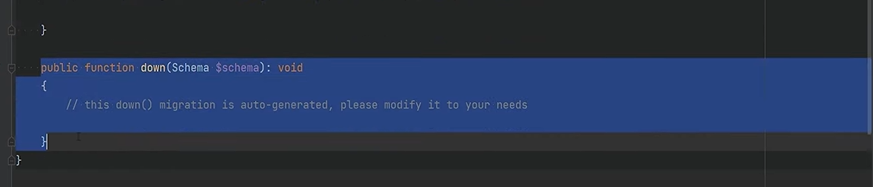 }
public function down(Schema $schema): void
{
// this down() migration is auto-generated, please modify it to your needs
}
}